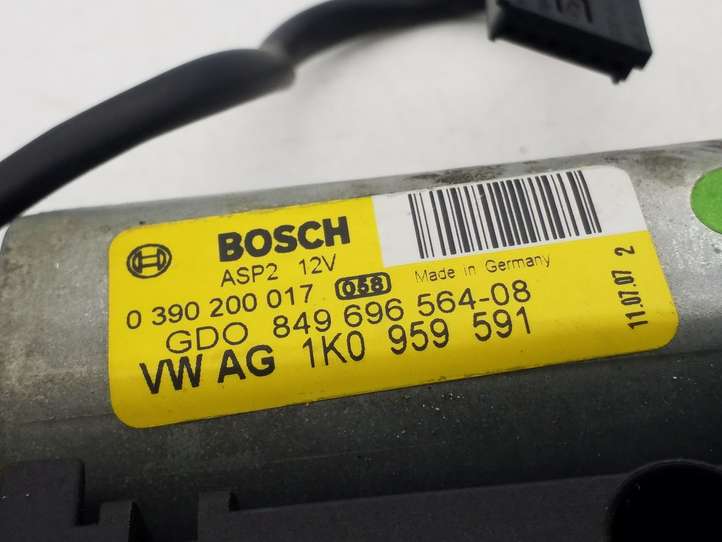 BOSCH
ASP2 12V
Made in Germany
0 390 200 017 058
GDO 849 696 564-08
VW AG 1K0 959 591
11.07.07 2